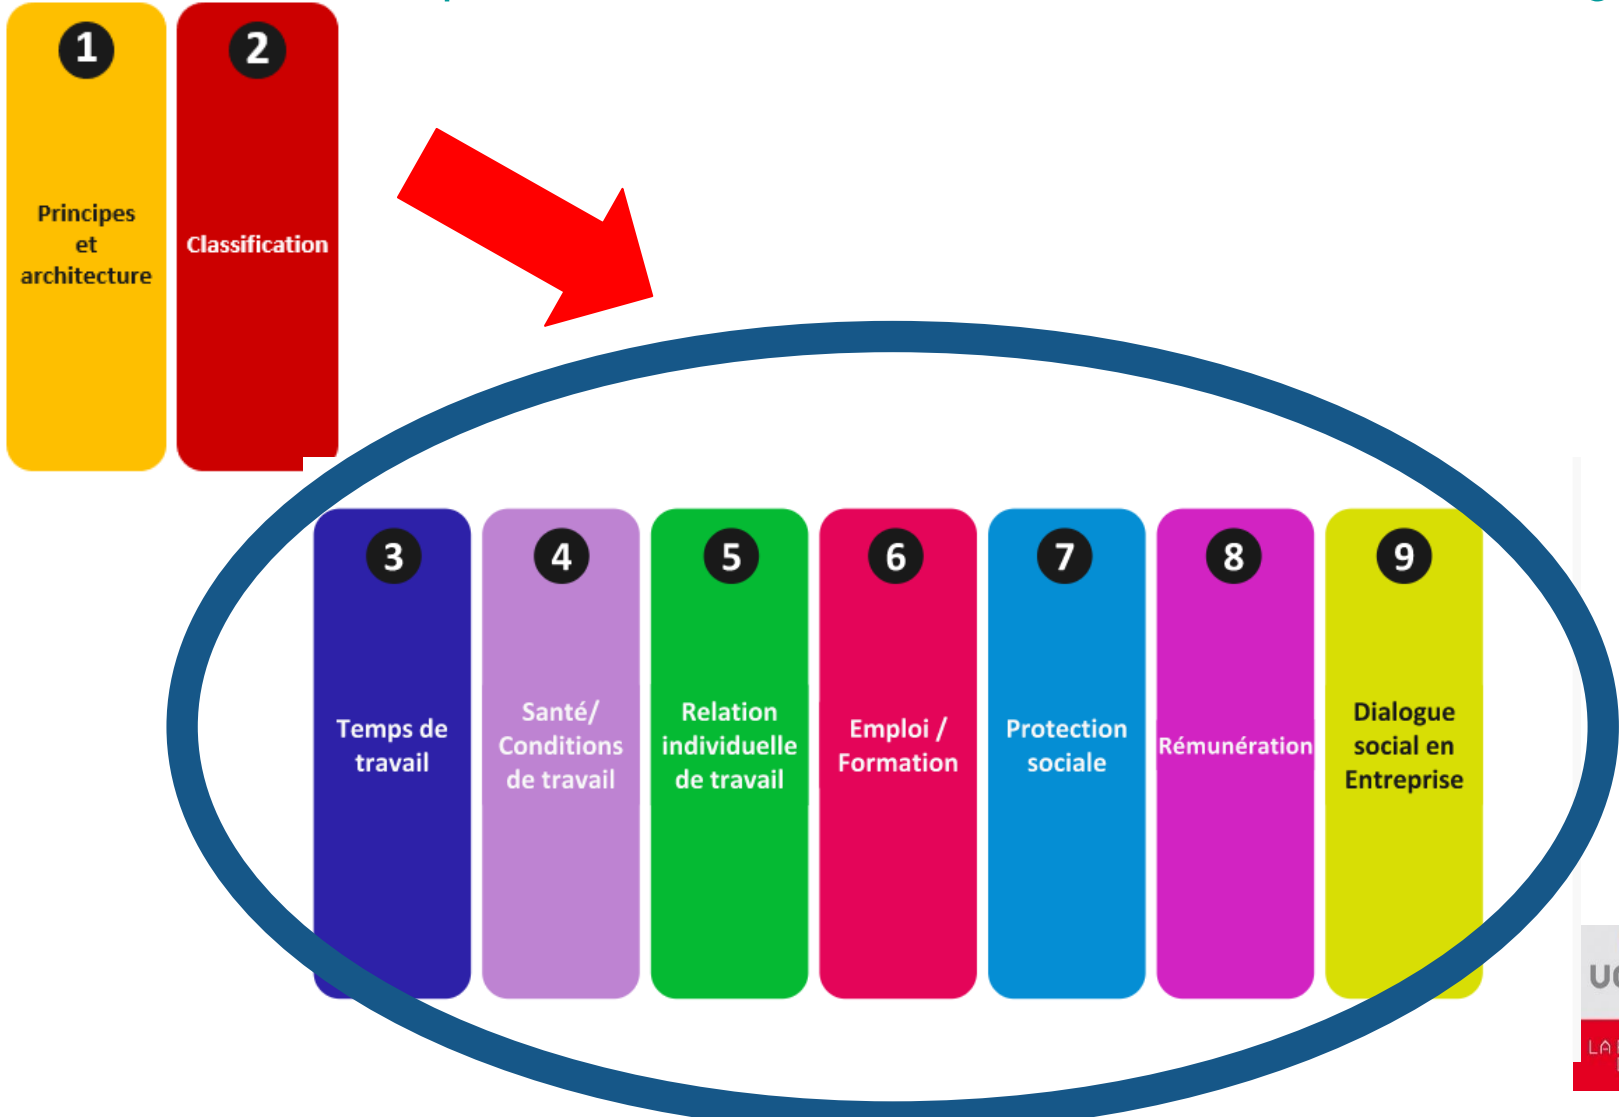 1
Principes
et
architecture
2
Classification
3
Temps de
travail
4
Santé/
Conditions
de travail
5
Relation
individuelle
de travail
6
Emploi /
Formation
7
Protection
sociale
8
Rémunération
9
Dialogue
social en
Entreprise
LA